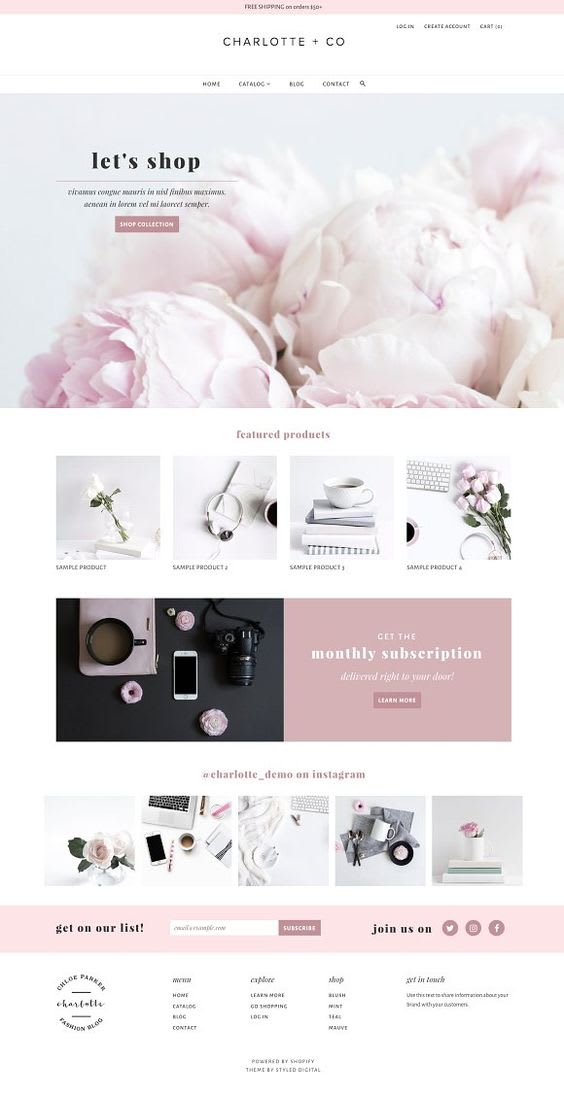 FREE SHIPPING on orders $50+
LOG IN CREATE ACCOUNT CART (0)
CHARLOTTE + CO
HOME CATALOG BLOG CONTACT
let's shop
vivamus congue mauris in nisl finibus maximus.
aenean in lorem vel mi laoreet semper.
SHOP COLLECTION
featured products
SAMPLE PRODUCT
SAMPLE PRODUCT 2
SAMPLE PRODUCT 3
SAMPLE PRODUCT 4
GET THE
monthly subscription
delivered right to your door!
LEARN MORE
@charlotte_demo on instagram
get on our list!
email@example.com
SUBSCRIBE
join us on
CHLOE PARKER
charlotte
FASHION BLOG
menu
HOME
CATALOG
BLOG
CONTACT
explore
LEARN MORE
GO SHOPPING
LOG IN
shop
BLUSH
MINT
TEAL
MAUVE
get in touch
Use this text to share information about your
brand with your customers
POWERED BY SHOPIFY
THEME BY STYLED DIGITAL